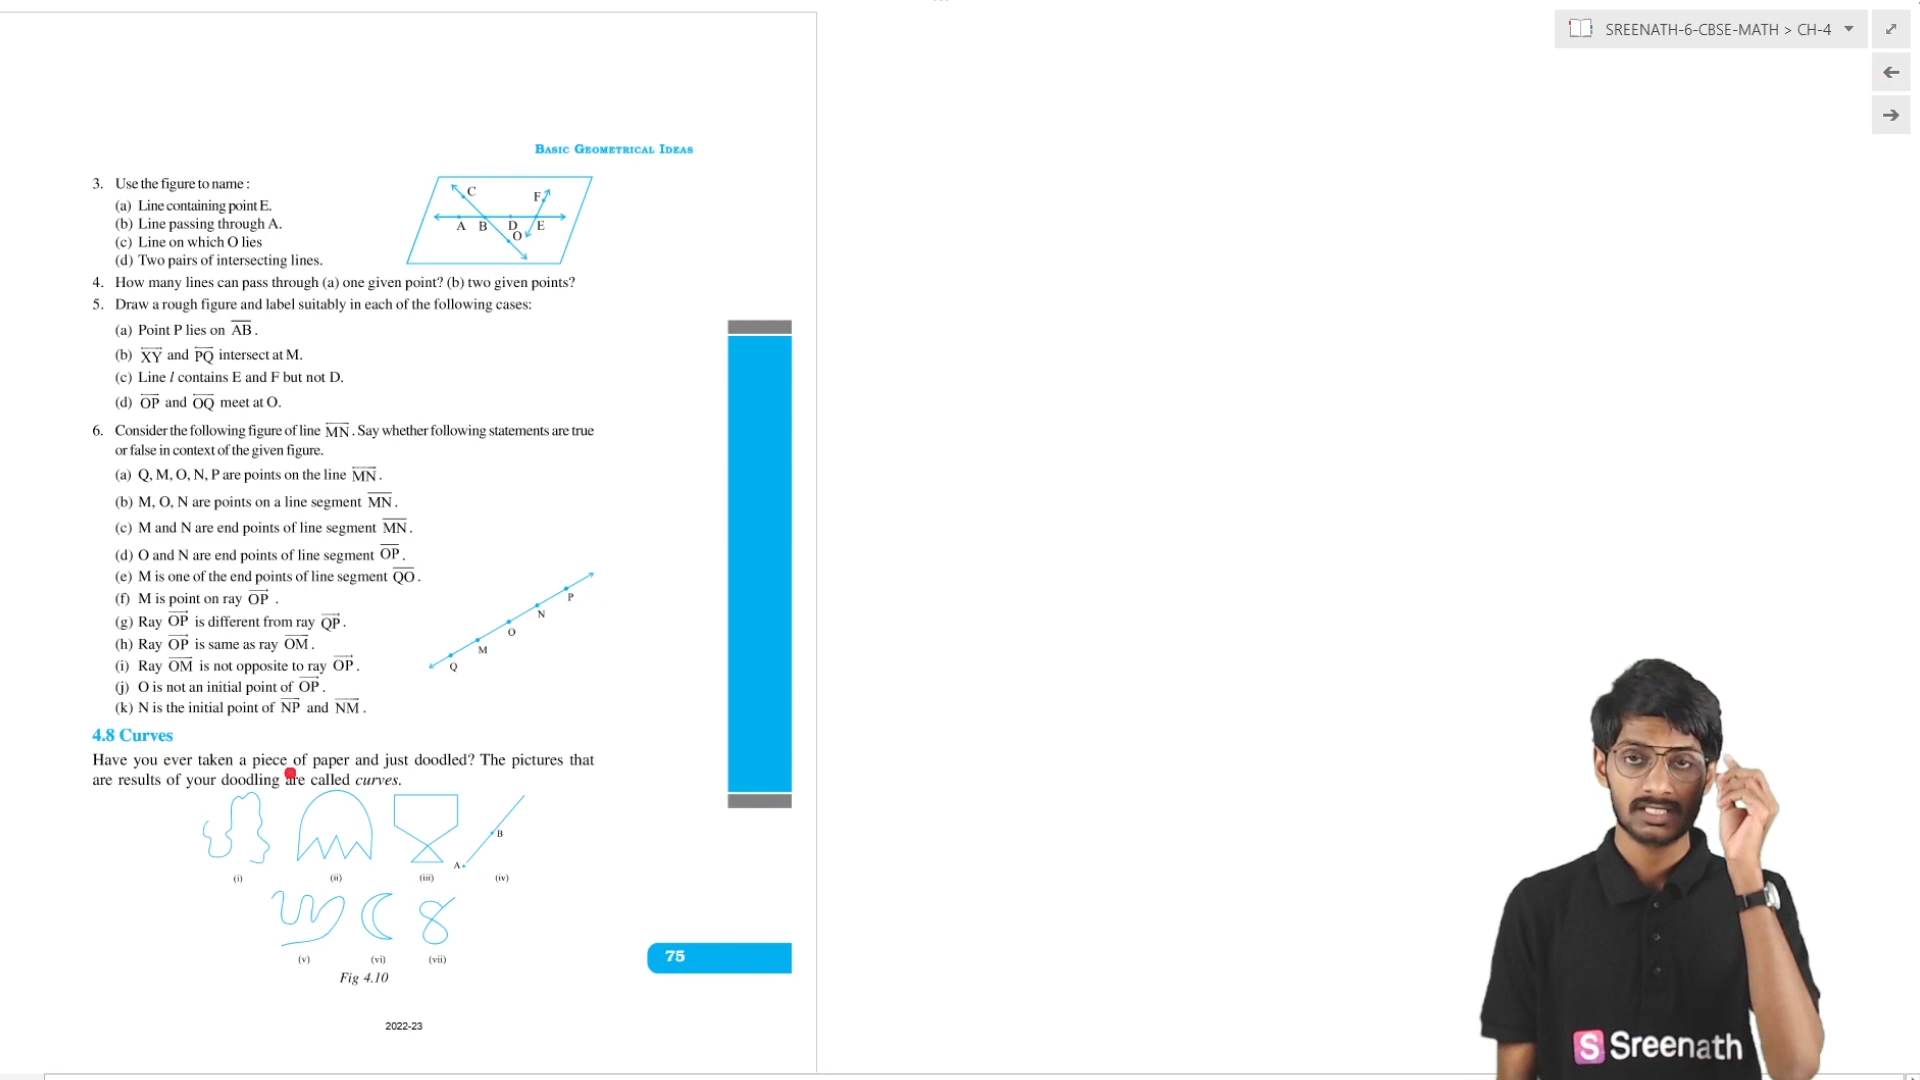 SREENATH-6-CBSE-MATH > CH-4
BASIC GEOMETRICAL IDEAS
3. Use the figure to name :
(a) Line containing point E.
(b) Line passing through A.
(c) Line on which O lies
(d) Two pairs of intersecting lines.
C
F
A B D E
O
4. How many lines can pass through (a) one given point? (b) two given points?
5. Draw a rough figure and label suitably in each of the following cases:
(a) Point P lies on AB.
(b) XY and PQ intersect at M.
(c) Line l contains E and F but not D.
(d) OP and OQ meet at O.
6. Consider the following figure of line MN. Say whether following statements are true
or false in context of the given figure.
(a) Q, M, O, N, P are points on the line MN.
(b) M, O, N are points on a line segment MN.
(c) M and N are end points of line segment MN.
(d) O and N are end points of line segment OP.
(e) M is one of the end points of line segment QO.
(f) M is point on ray OP .
(g) Ray OP is different from ray QP.
(h) Ray OP is same as ray OM.
(i) Ray OM is not opposite to ray OP.
(j) O is not an initial point of OP.
(k) N is the initial point of NP and NM.
P
N
O
M
Q
4.8 Curves
Have you ever taken a piece of paper and just doodled? The pictures that
are results of your doodling are called curves.
B
A
(i) (ii) (iii) (iv)
(v) (vi) (vii)
Fig 4.10
75
2022-23
S Sreenath